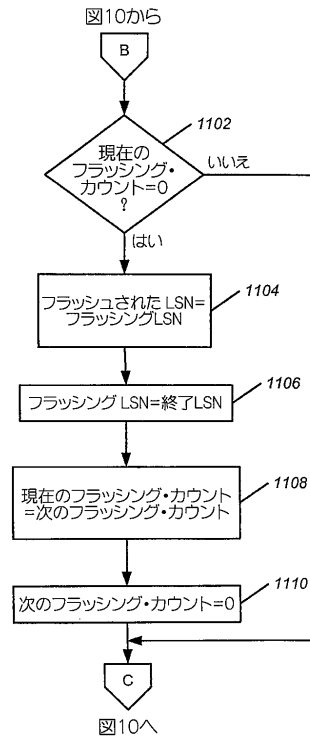 図10から
B
1102
現在の
フラッシング・
カウント=0
?
いいえ
はい
フラッシュされたLSN=
フラッシングLSN
1104
フラッシングLSN=終了LSN
1106
現在のフラッシング・カウント
=次のフラッシング・カウント
1108
次のフラッシング・カウント=0
1110
C
図10へ